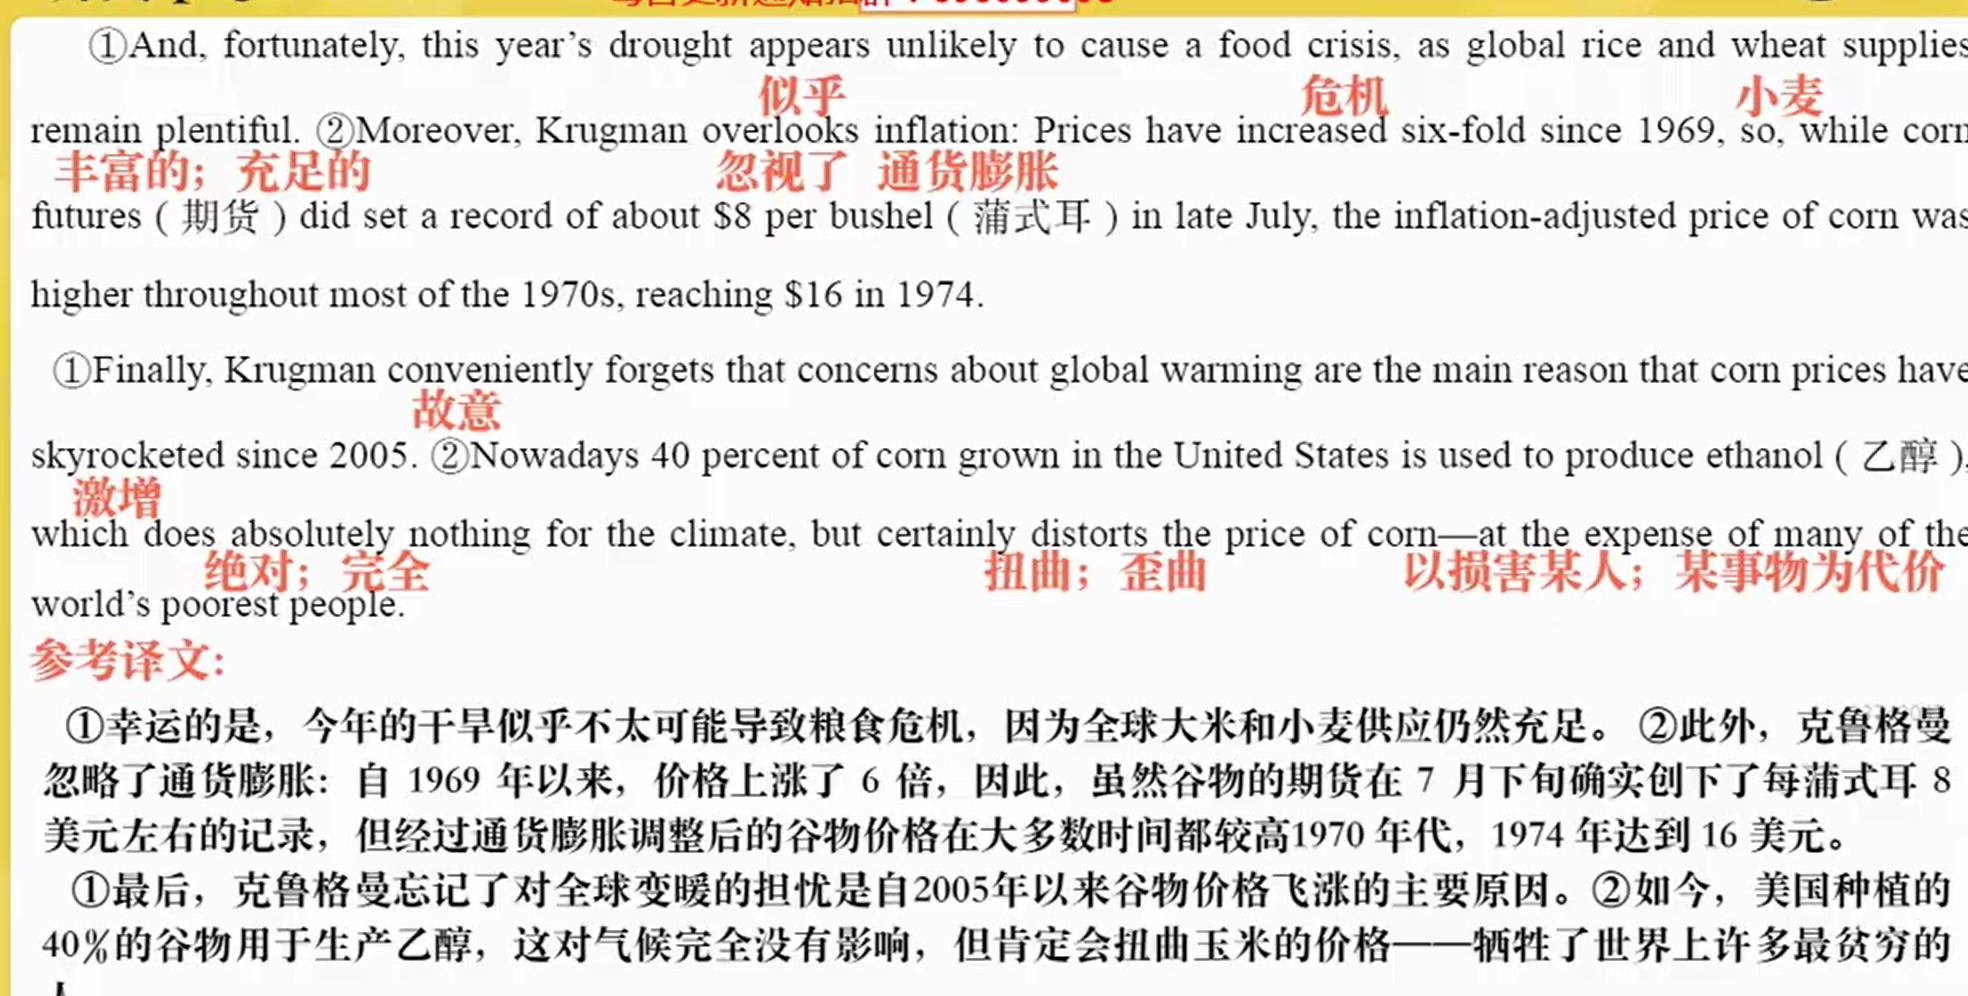 ①And, fortunately, this year's drought appears unlikely to cause a food crisis, as global rice and wheat supplies
似乎 危机 小麦
remain plentiful. ②Moreover, Krugman overlooks inflation: Prices have increased six-fold since 1969, so, while corn
丰富的；充足的 忽视了 通货膨胀
futures ( 期货 ) did set a record of about $8 per bushel ( 蒲式耳 ) in late July, the inflation-adjusted price of corn was
higher throughout most of the 1970s, reaching $16 in 1974.
①Finally, Krugman conveniently forgets that concerns about global warming are the main reason that corn prices have
故意
skyrocketed since 2005. ②Nowadays 40 percent of corn grown in the United States is used to produce ethanol ( 乙醇 ),
激增
which does absolutely nothing for the climate, but certainly distorts the price of corn—at the expense of many of the
绝对；完全 扭曲；歪曲 以损害某人；某事物为代价
world's poorest people.
参考译文:
①幸运的是，今年的干旱似乎不太可能导致粮食危机，因为全球大米和小麦供应仍然充足。②此外，克鲁格曼
忽略了通货膨胀：自 1969 年以来，价格上涨了 6 倍，因此，虽然谷物的期货在 7 月下旬确实创下了每蒲式耳 8
美元左右的记录，但经过通货膨胀调整后的谷物价格在大多数时间都较高1970 年代，1974 年达到 16 美元。
①最后，克鲁格曼忘记了对全球变暖的担忧是自2005年以来谷物价格飞涨的主要原因。②如今，美国种植的
40%的谷物用于生产乙醇，这对气候完全没有影响，但肯定会扭曲玉米的价格——牺牲了世界上许多最贫穷的